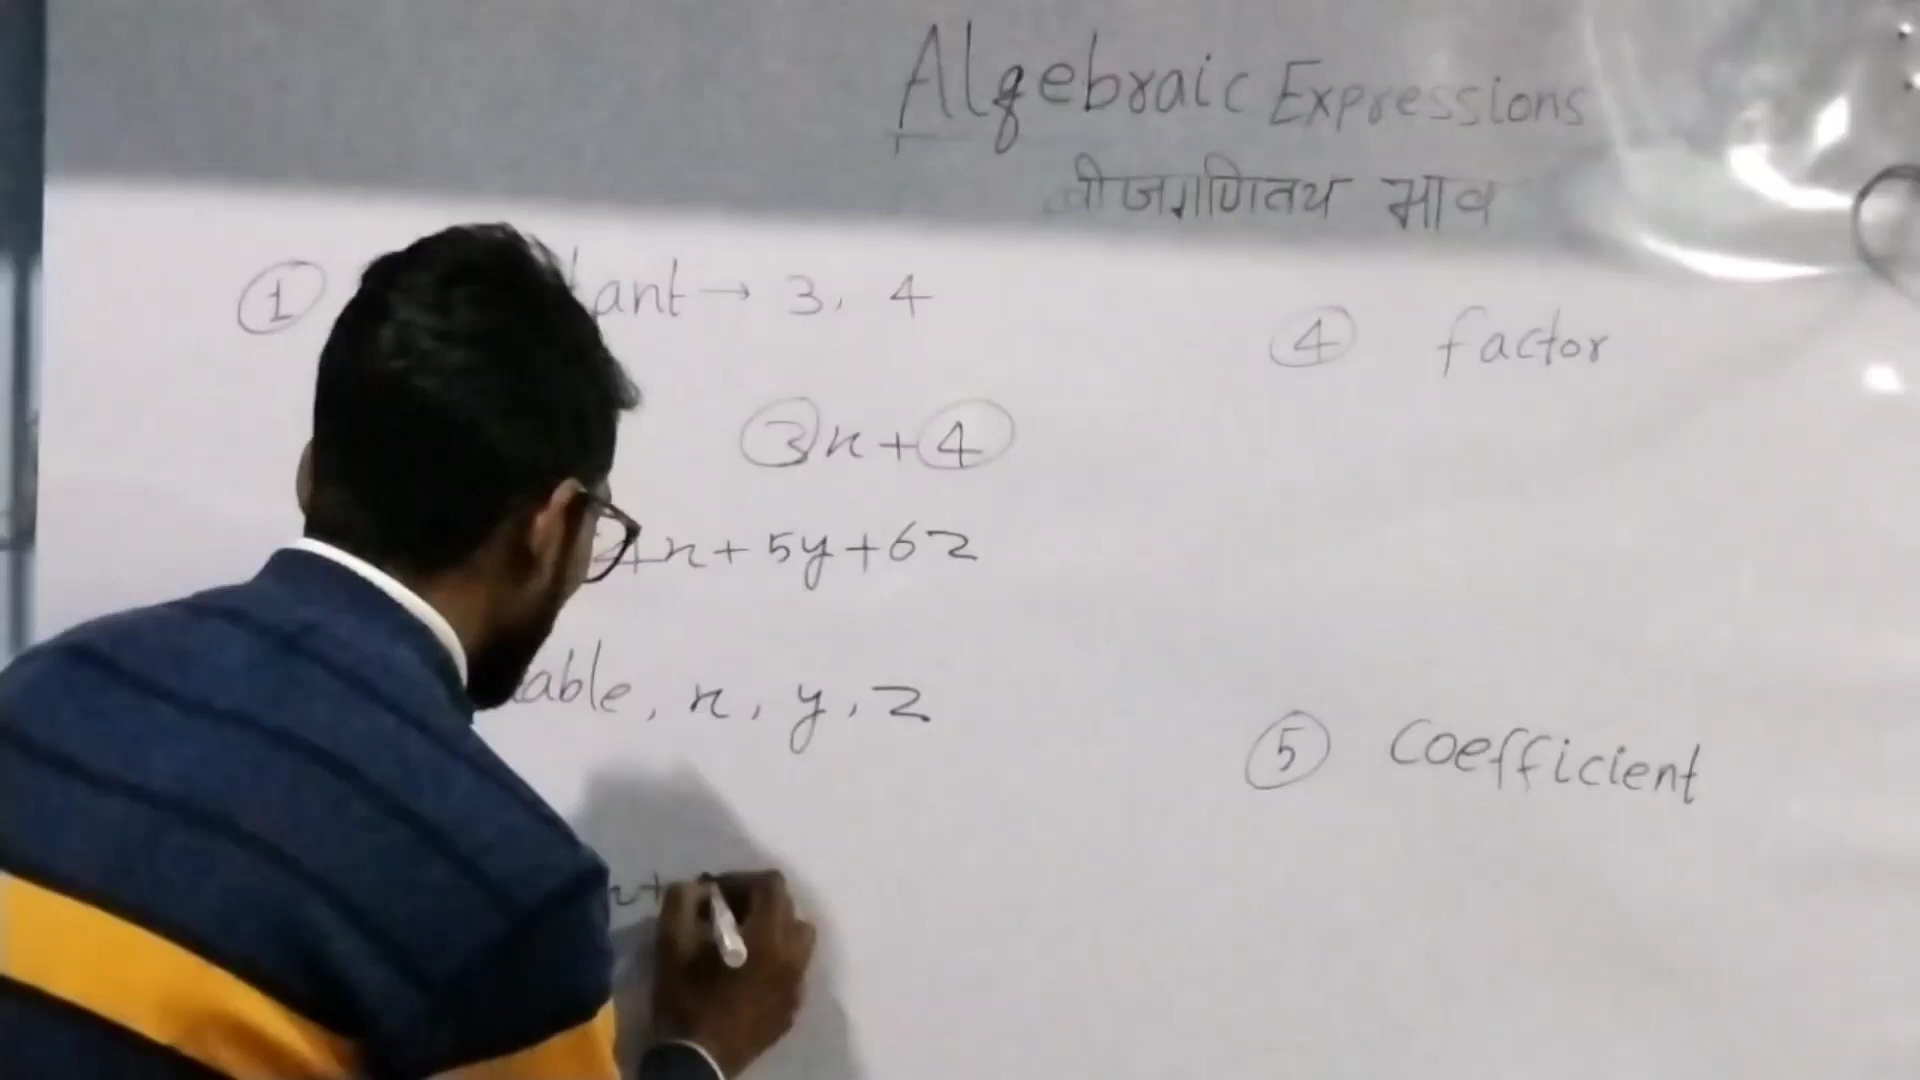 Algebraic Expressions
बीजगणितय भाव
① tant → 3, 4
3x+4
4x+5y+6z
able, x, y, z
x+
④ factor
⑤ Coefficient